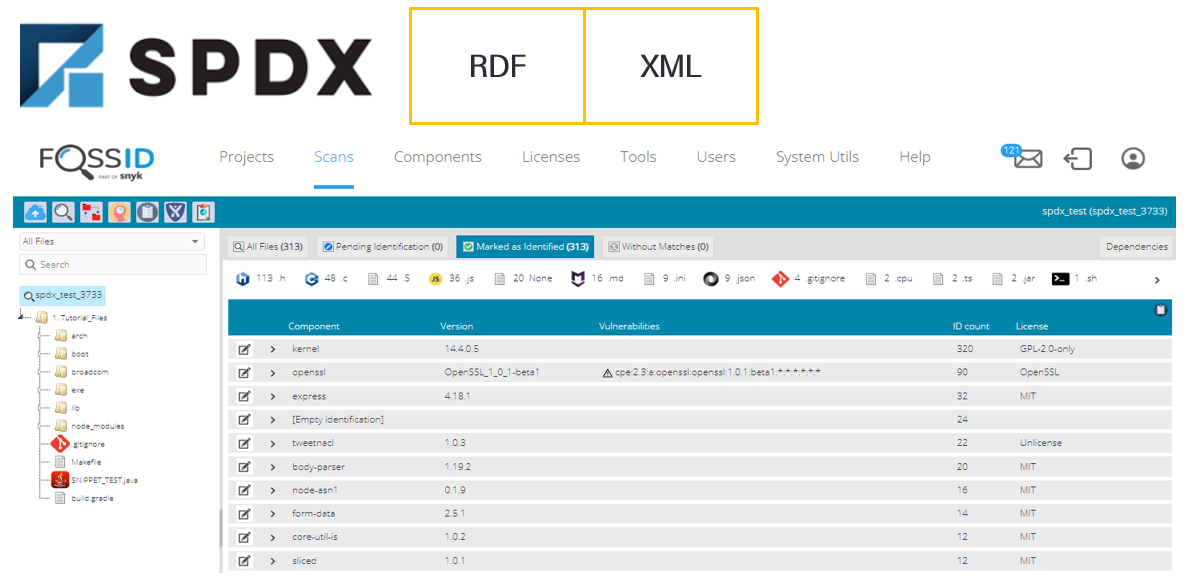 SPDX
RDF XML
FOSSID
PART OF snyk
Projects Scans Components Licenses Tools Users System Utils Help 121
spdx_test (spdx_test_3733)
All Files
Search
spdx_test_3733
1. Tutorial_Files
arch
boot
broadcom
exe
lib
node_modules
.gitignore
Makefile
SNIPPET_TEST.java
build.gradle
All Files (313) Pending Identification (0) Marked as Identified (313) Without Matches (0) Dependencies
113 .h 48 .c 44 .S JS 36 .js 20 None 16 .md 9 .ini 9 .json 4 .gitignore 2 .cpu 2 .ts 2 .jar 1 .sh
Component Version Vulnerabilities ID count License
kernel 14.4.0.5 320 GPL-2.0-only
openssl OpenSSL_1_0_1-beta1 cpe:2.3:a:openssl:openssl:1.0.1:beta1:*:*:*:*:*:* 90 OpenSSL
express 4.18.1 32 MIT
[Empty identification] 24
tweetnacl 1.0.3 22 Unlicense
body-parser 1.19.2 20 MIT
node-asn1 0.1.9 16 MIT
form-data 2.5.1 14 MIT
core-util-is 1.0.2 12 MIT
sliced 1.0.1 12 MIT